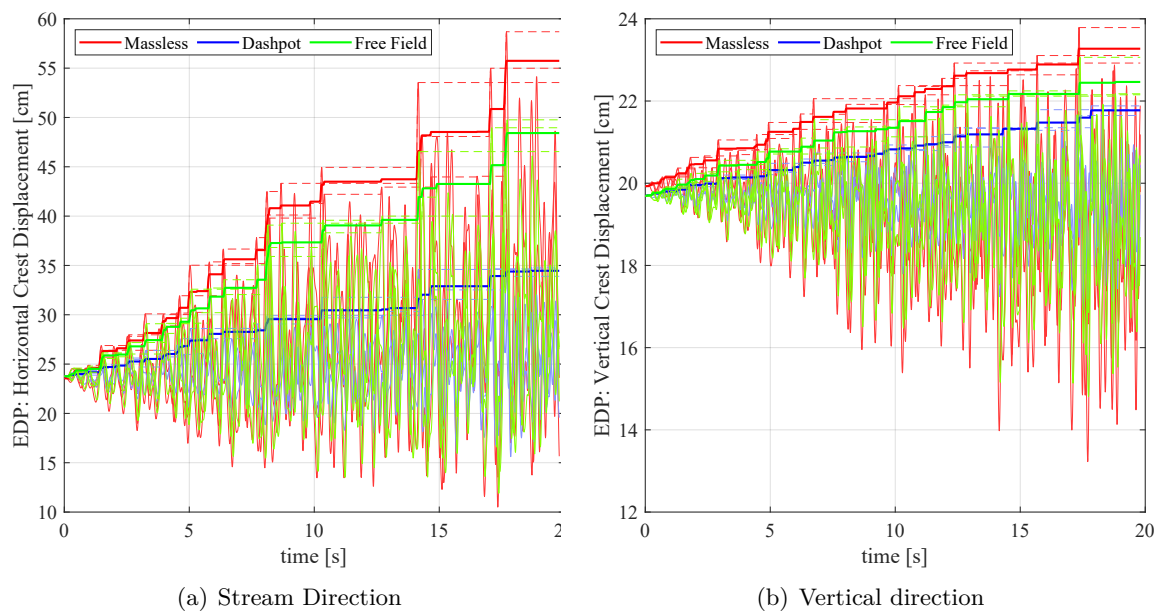 60
55
50
45
40
35
30
25
20
15
10
EDP: Horizontal Crest Displacement [cm]
Massless Dashpot Free Field
0 5 10 15 2
time [s]
(a) Stream Direction
24
22
20
18
16
14
12
EDP: Vertical Crest Displacement [cm]
Massless Dashpot Free Field
0 5 10 15 20
time [s]
(b) Vertical direction